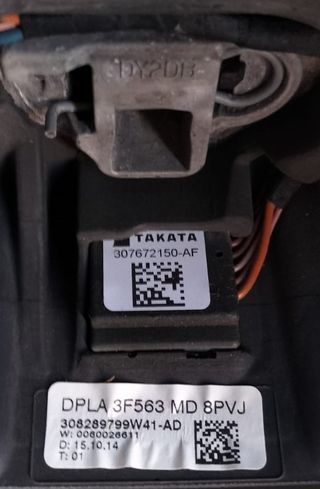 DY2DB
TAKATA
307672150-AF
DPLA 3F563 MD 8PVJ
308289799W41-AD
W: 0060026611
D: 15.10.14
T: 01